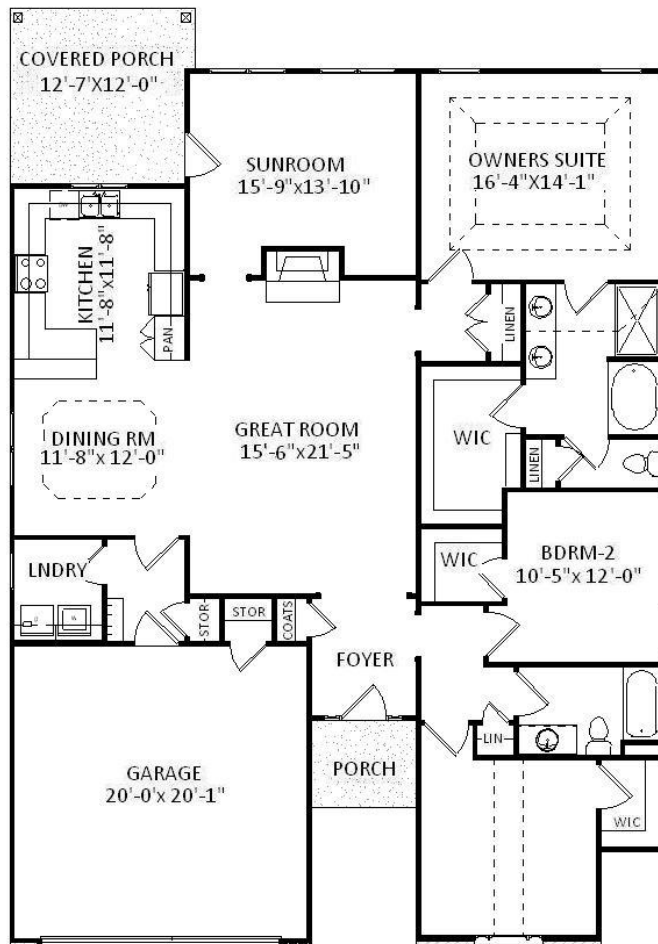 COVERED PORCH
12'-7'X12'-0"
SUNROOM
15'-9"x13'-10"
OWNERS SUITE
16'-4"X14'-1"
KITCHEN
11'-8"x11'-8"
PAN
LINEN
DINING RM
11'-8"x 12'-0"
GREAT ROOM
15'-6"x21'-5"
WIC
LINEN
LNDRY
WIC
BDRM-2
10'-5"x 12'-0"
STOR
STOR
COATS
FOYER
LIN
GARAGE
20'-0'x 20'-1"
PORCH
WIC